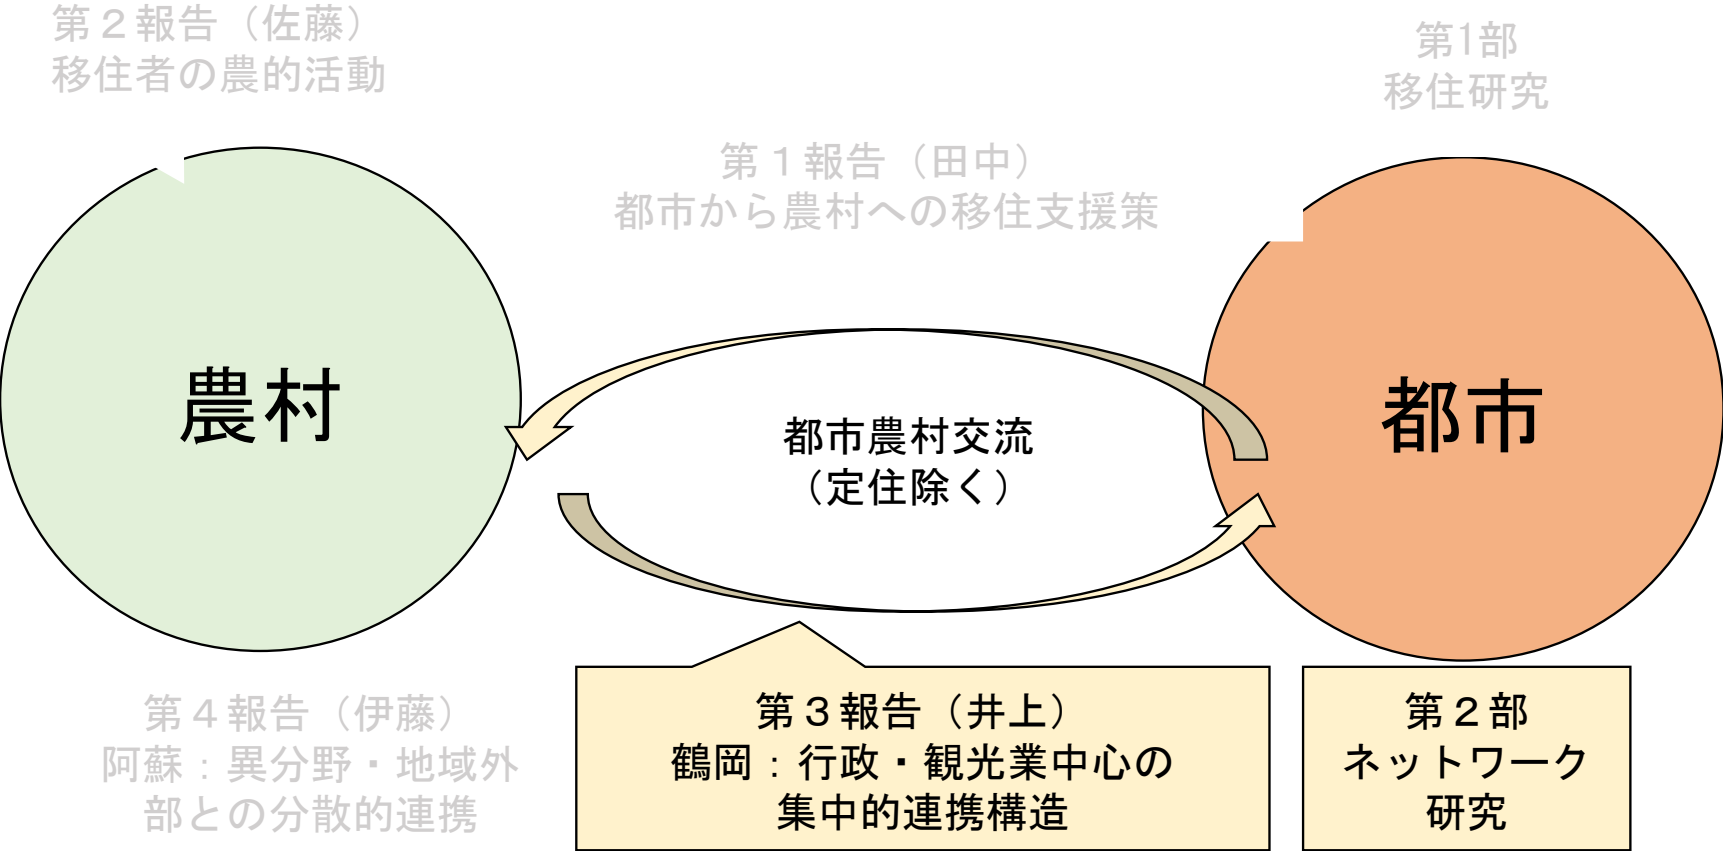 第２報告（佐藤）
移住者の農的活動
第1部
移住研究
第１報告（田中）
都市から農村への移住支援策
農村
都市農村交流
（定住除く）
都市
第４報告（伊藤）
阿蘇：異分野・地域外
部との分散的連携
第３報告（井上）
鶴岡：行政・観光業中心の
集中的連携構造
第２部
ネットワーク
研究